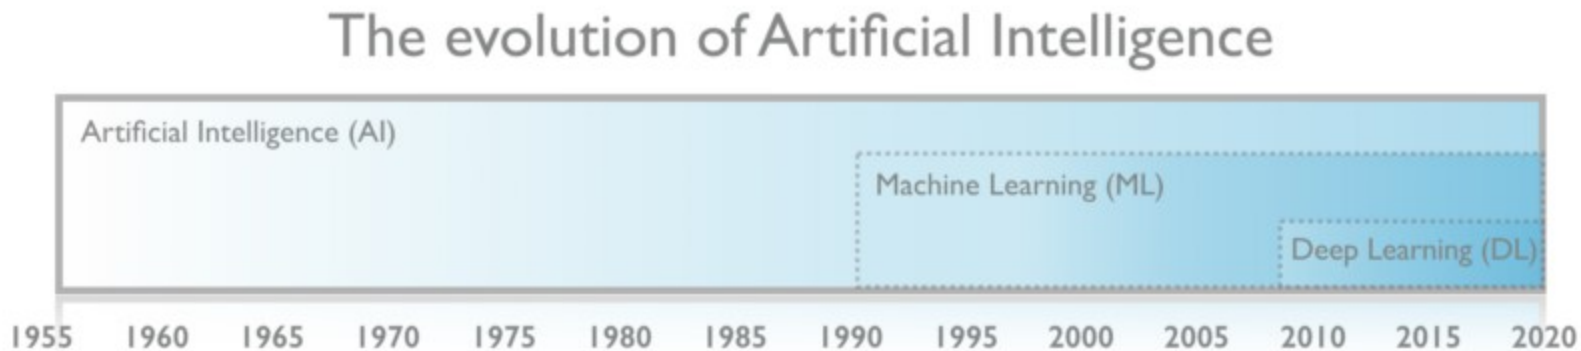 The evolution of Artificial Intelligence
Artificial Intelligence (AI)
Machine Learning (ML)
Deep Learning (DL)
1955 1960 1965 1970 1975 1980 1985 1990 1995 2000 2005 2010 2015 2020